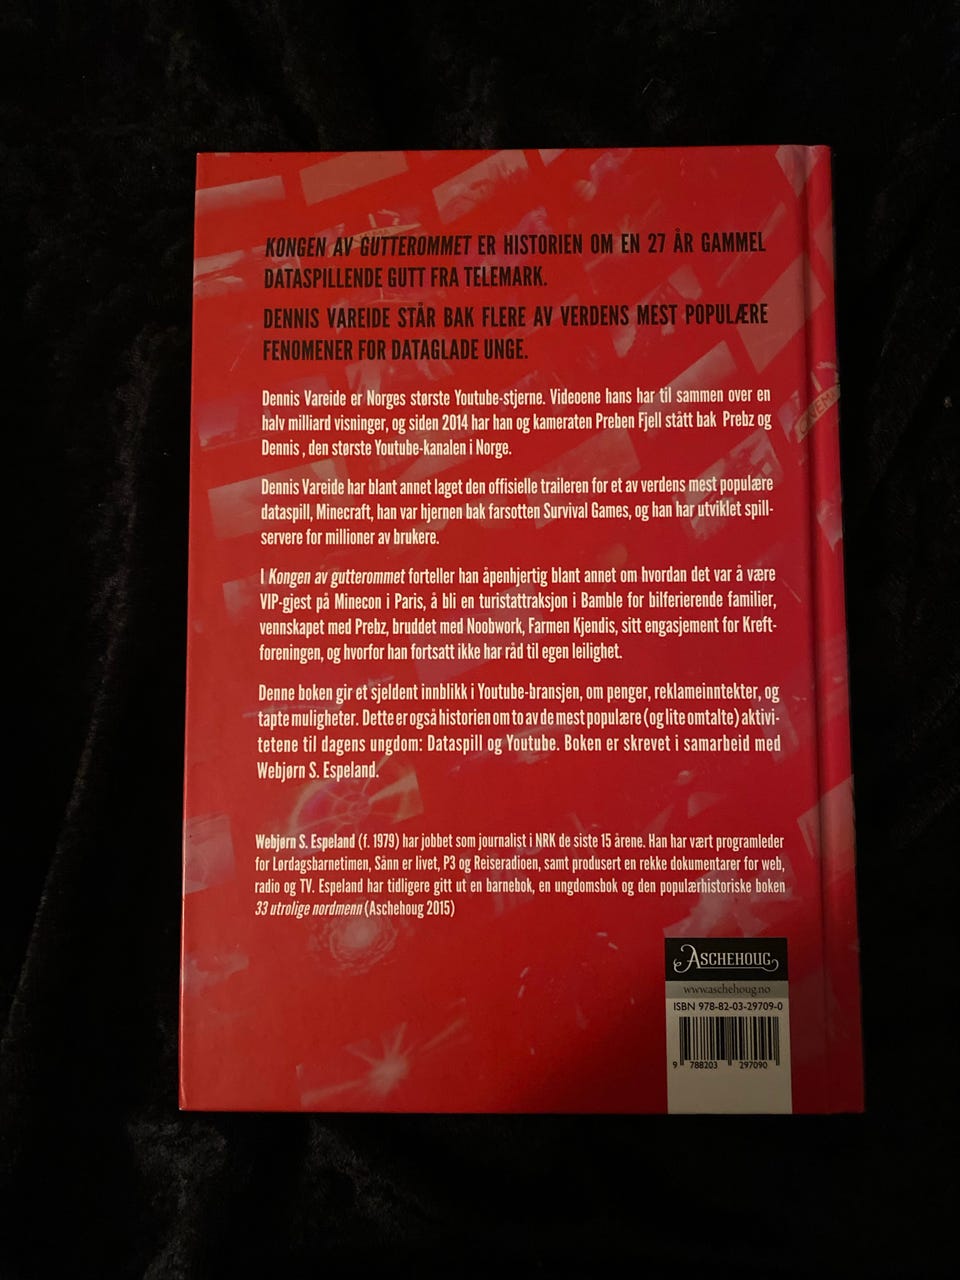 KONGEN AV GUTTEROMMET ER HISTORIEN OM EN 27 ÅR GAMMEL
DATASPILLENDE GUTT FRA TELEMARK.
DENNIS VAREIDE STÅR BAK FLERE AV VERDENS MEST POPULÆRE
FENOMENER FOR DATAGLADE UNGE.
Dennis Vareide er Norges største Youtube-stjerne. Videoene hans har til sammen over en
halv milliard visninger, og siden 2014 har han og kameraten Preben Fjell stått bak Prebz og
Dennis , den største Youtube-kanalen i Norge.
Dennis Vareide har blant annet laget den offisielle traileren for et av verdens mest populære
dataspill, Minecraft, han var hjernen bak farsotten Survival Games, og han har utviklet spill-
servere for millioner av brukere.
I Kongen av gutterommet forteller han åpenhjertig blant annet om hvordan det var å være
VIP-gjest på Minecon i Paris, å bli en turistattraksjon i Bamble for bilferierende familier,
vennskapet med Prebz, bruddet med Noobwork, Farmen Kjendis, sitt engasjement for Kreft-
foreningen, og hvorfor han fortsatt ikke har råd til egen leilighet.
Denne boken gir et sjeldent innblikk i Youtube-bransjen, om penger, reklameinntekter, og
tapte muligheter. Dette er også historien om to av de mest populære (og lite omtalte) aktivi-
tetene til dagens ungdom: Dataspill og Youtube. Boken er skrevet i samarbeid med
Webjørn S. Espeland.
Webjørn S. Espeland (f. 1979) har jobbet som journalist i NRK de siste 15 årene. Han har vært programleder
for Lørdagsbarnetimen, Sånn er livet, P3 og Reiseradioen, samt produsert en rekke dokumentarer for web,
radio og TV. Espeland har tidligere gitt ut en barnebok, en ungdomsbok og den populærhistoriske boken
33 utrolige nordmenn (Aschehoug 2015)
ASCHEHOUG
www.aschehoug.no
ISBN 978-82-03-29709-0
9 788203 297090